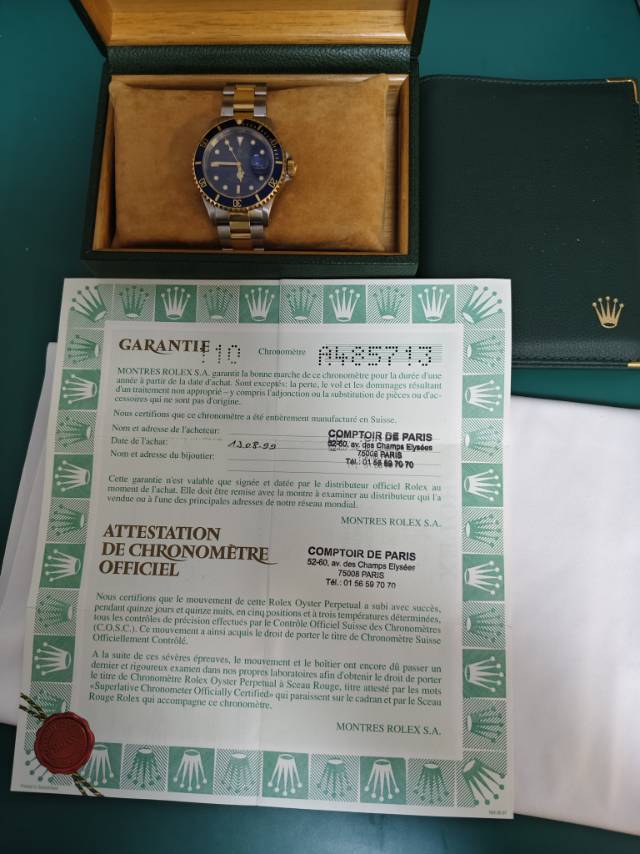 GARANTIE
110
Chronomètre
A485713
MONTRES ROLEX S.A. garantit la bonne marche de ce chronomètre pour la durée d'une
année à partir de la date d'achat. Sont exceptés: la perte, le vol et les dommages résultant
d'un traitement non approprié – y compris l'adjonction ou la substitution de pièces ou d'ac-
cessoires qui ne sont pas d'origine.
Nous certifions que ce chronomètre a été entièrement manufacturé en Suisse.
Nom et adresse de l'acheteur:
Date de l'achat: 13.08.99
Nom et adresse du bijoutier:
COMPTOIR DE PARIS
52-60, av. des Champs Elysées
75008 PARIS
Tél.: 01 56 59 70 70
Cette garantie n'est valable que signée et datée par le distributeur officiel Rolex au
moment de l'achat. Elle doit être remise avec la montre à examiner au distributeur qui l'a
vendue ou à l'une des principales adresses de notre réseau mondial.
MONTRES ROLEX S.A.
ATTESTATION
DE CHRONOMÈTRE
OFFICIEL
COMPTOIR DE PARIS
52-60, av. des Champs Elysées
75008 PARIS
Tél.: 01 56 59 70 70
Nous certifions que le mouvement de cette Rolex Oyster Perpetual a subi avec succès,
pendant quinze jours et quinze nuits, en cinq positions et à trois températures déterminées,
tous les contrôles de précision effectués par le Contrôle Officiel Suisse des Chronomètres
(C.O.S.C.). Ce mouvement a ainsi acquis le droit de porter le titre de Chronomètre Suisse
Officiellement Contrôlé.
A la suite de ces sévères épreuves, le mouvement et le boîtier ont encore dû passer un
dernier et rigoureux examen dans nos propres laboratoires afin d'obtenir le droit de porter
le titre de Chronomètre Rolex Oyster Perpetual à Sceau Rouge, titre attesté par les mots
«Superlative Chronometer Officially Certified» qui paraissent sur le cadran et par le Sceau
Rouge Rolex qui accompagne ce chronomètre.
MONTRES ROLEX S.A.